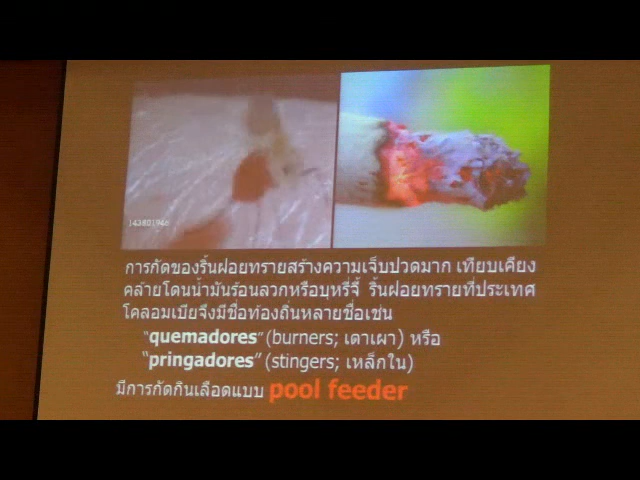 143801946
การกัดของริ้นฝอยทรายสร้างความเจ็บปวดมาก เทียบเคียง
คล้ายโดนน้ำมันร้อนลวกหรือบุหรี่จี้ ริ้นฝอยทรายที่ประเทศ
โคลอมเบียจึงมีชื่อท้องถิ่นหลายชื่อเช่น
"quemadores" (burners; เตาเผา) หรือ
"pringadores" (stingers; เหล็กใน)
มีการกัดกินเลือดแบบ pool feeder